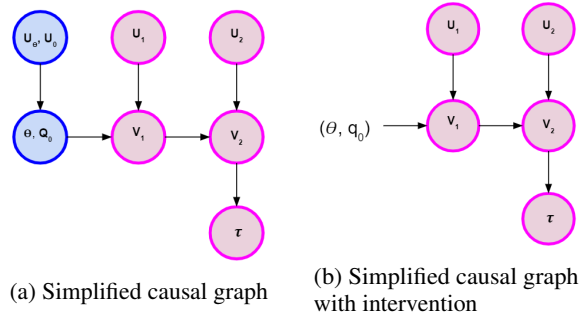 U_θ, U_0
U_1
U_2
θ, Q_0
V_1
V_2
τ
(a) Simplified causal graph
U_1
U_2
(θ, q_0)
V_1
V_2
τ
(b) Simplified causal graph
with intervention